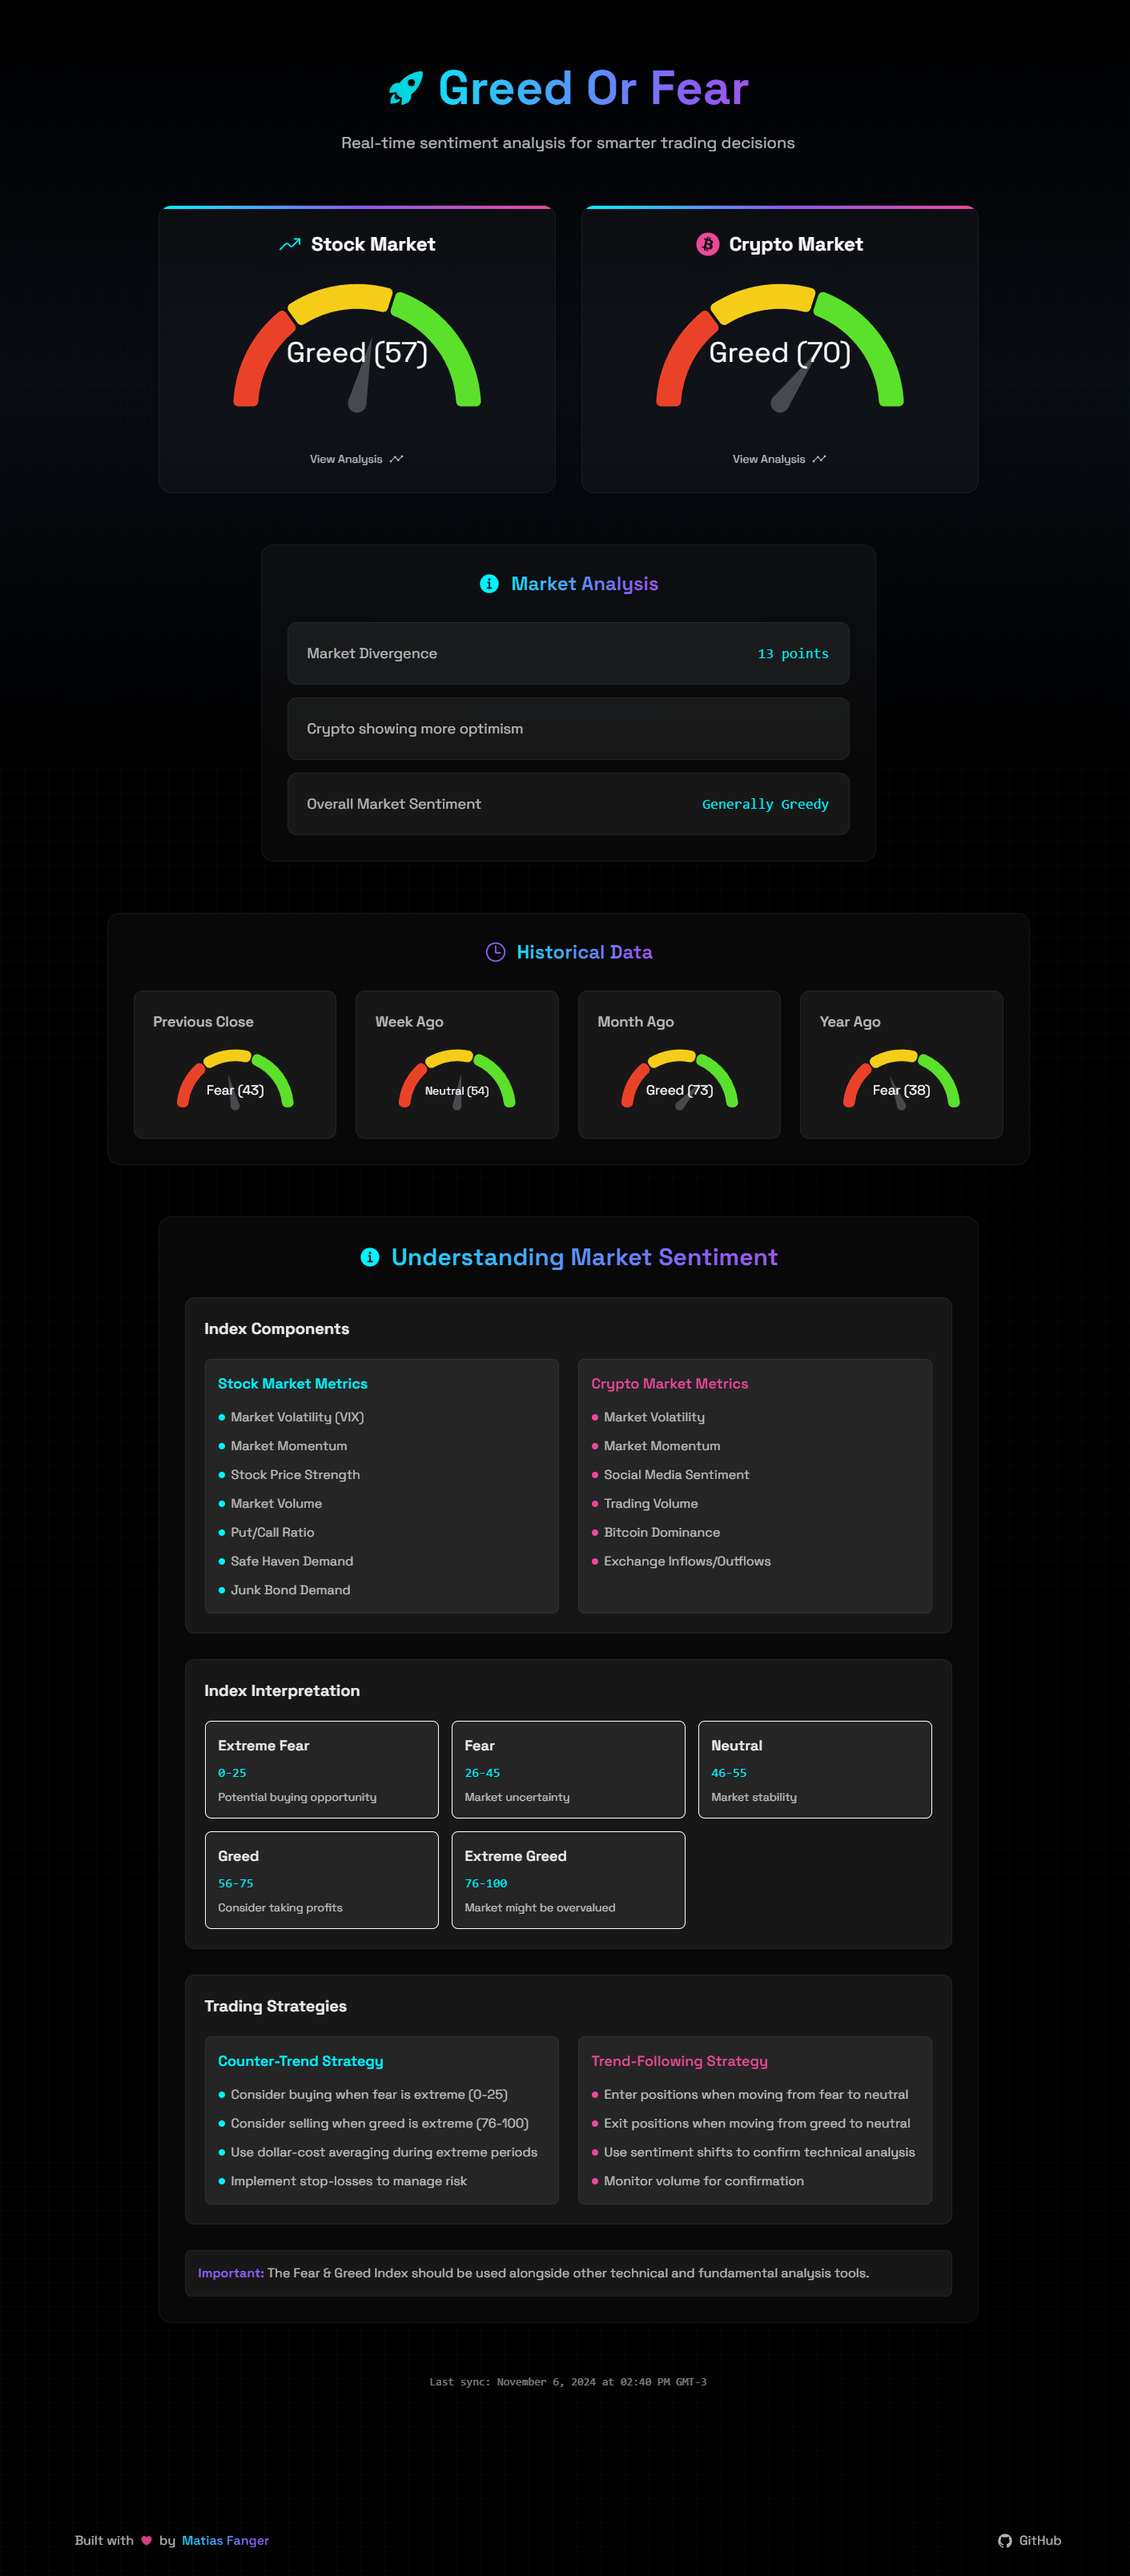 Greed Or Fear
Real-time sentiment analysis for smarter trading decisions
Stock Market
Greed (57)
View Analysis
Crypto Market
Greed (70)
View Analysis
Market Analysis
Market Divergence 13 points
Crypto showing more optimism
Overall Market Sentiment Generally Greedy
Historical Data
Previous Close
Fear (43)
Week Ago
Neutral (54)
Month Ago
Greed (73)
Year Ago
Fear (38)
Understanding Market Sentiment
Index Components
Stock Market Metrics
Market Volatility (VIX)
Market Momentum
Stock Price Strength
Market Volume
Put/Call Ratio
Safe Haven Demand
Junk Bond Demand
Crypto Market Metrics
Market Volatility
Market Momentum
Social Media Sentiment
Trading Volume
Bitcoin Dominance
Exchange Inflows/Outflows
Index Interpretation
Extreme Fear
0-25
Potential buying opportunity
Fear
26-45
Market uncertainty
Neutral
46-55
Market stability
Greed
56-75
Consider taking profits
Extreme Greed
76-100
Market might be overvalued
Trading Strategies
Counter-Trend Strategy
Consider buying when fear is extreme (0-25)
Consider selling when greed is extreme (76-100)
Use dollar-cost averaging during extreme periods
Implement stop-losses to manage risk
Trend-Following Strategy
Enter positions when moving from fear to neutral
Exit positions when moving from greed to neutral
Use sentiment shifts to confirm technical analysis
Monitor volume for confirmation
Important: The Fear & Greed Index should be used alongside other technical and fundamental analysis tools.
Last sync: November 6, 2024 at 02:40 PM GMT-3
Built with by Matias Fanger
GitHub